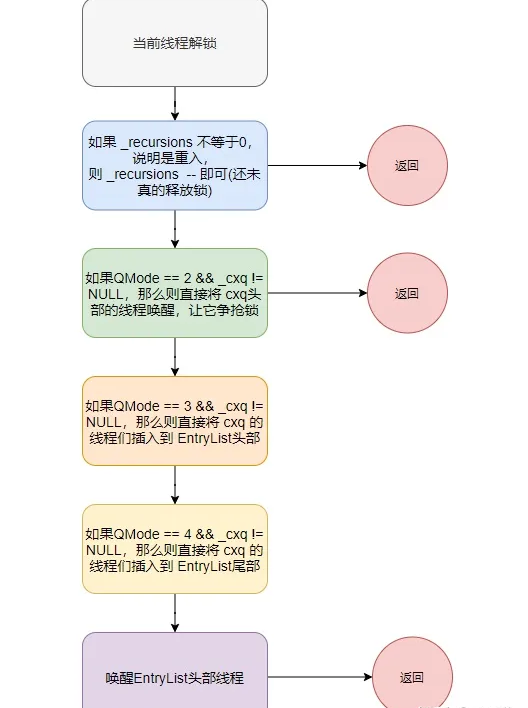 当前线程解锁
如果 _recursions 不等于0，
说明是重入，
则 _recursions -- 即可(还未
真的释放锁)
返回
如果QMode == 2 && _cxq !=
NULL，那么则直接将 cxq头
部的线程唤醒，让它争抢锁
返回
如果QMode == 3 && _cxq !=
NULL，那么则直接将 cxq 的
线程们插入到 EntryList头部
如果QMode == 4 && _cxq !=
NULL，那么则直接将 cxq 的
线程们插入到 EntryList尾部
唤醒EntryList头部线程
返回